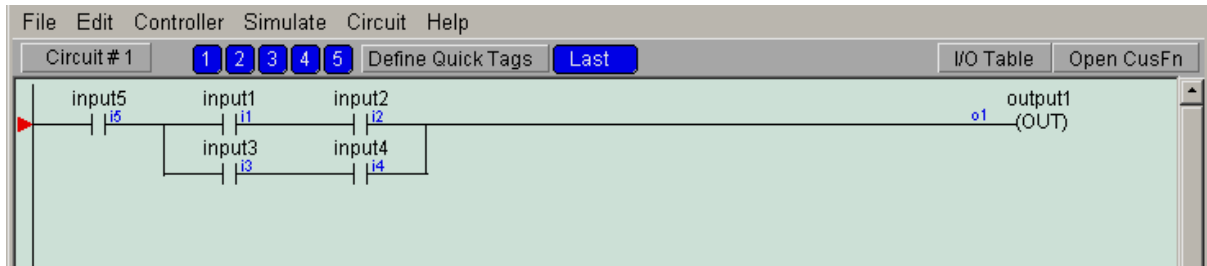 File Edit Controller Simulate Circuit Help
Circuit # 1 1 2 3 4 5 Define Quick Tags Last I/O Table Open CusFn
input5 input1 input2 output1
i5 i1 i2 o1 (OUT)
input3 input4
i3 i4